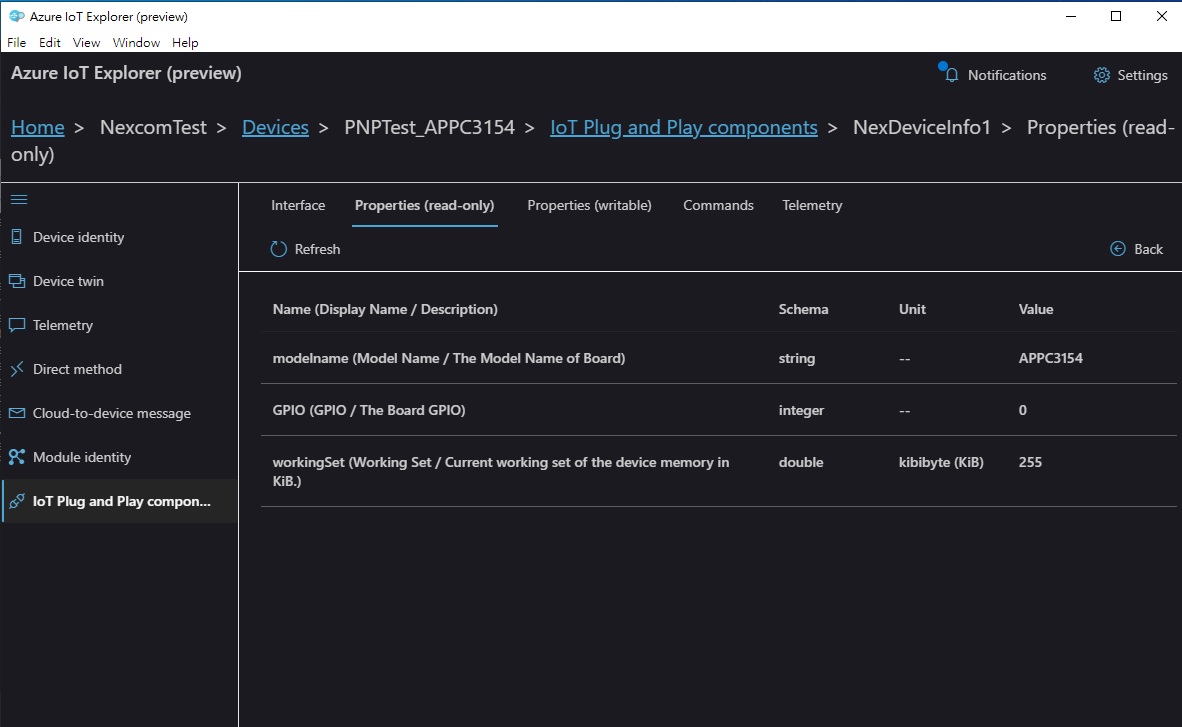 Azure IoT Explorer (preview)
File Edit View Window Help
Azure IoT Explorer (preview)
Notifications
Settings
Home > NexcomTest > Devices > PNPTest_APPC3154 > IoT Plug and Play components > NexDeviceInfo1 > Properties (read-
only)
Device identity
Device twin
Telemetry
Direct method
Cloud-to-device message
Module identity
IoT Plug and Play compon...
Interface Properties (read-only) Properties (writable) Commands Telemetry
Refresh
Back
Name (Display Name / Description) Schema Unit Value
modelname (Model Name / The Model Name of Board) string -- APPC3154
GPIO (GPIO / The Board GPIO) integer -- 0
workingSet (Working Set / Current working set of the device memory in double kibibyte (KiB) 255
KiB.)